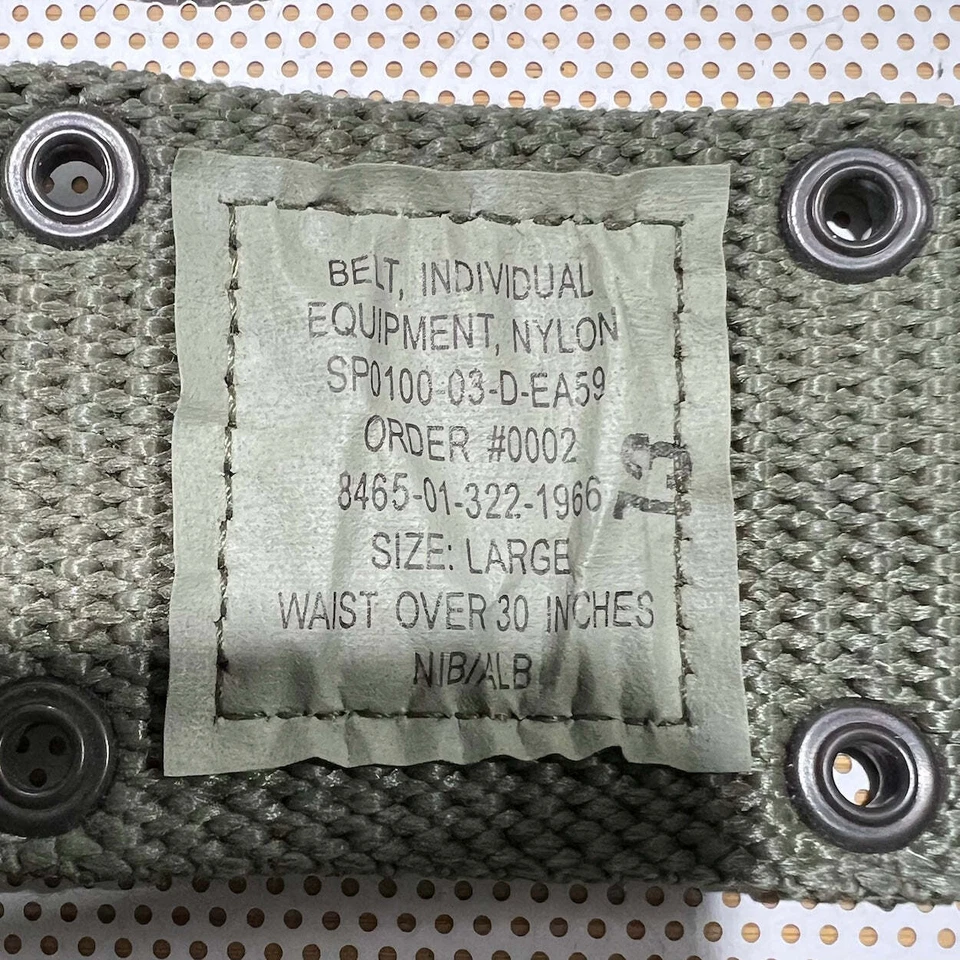 BELT, INDIVIDUAL
EQUIPMENT, NYLON
SP0100-03-D-EA59
ORDER #0002
8465-01-322-1966
SIZE: LARGE
WAIST OVER 30 INCHES
NIB/ALB